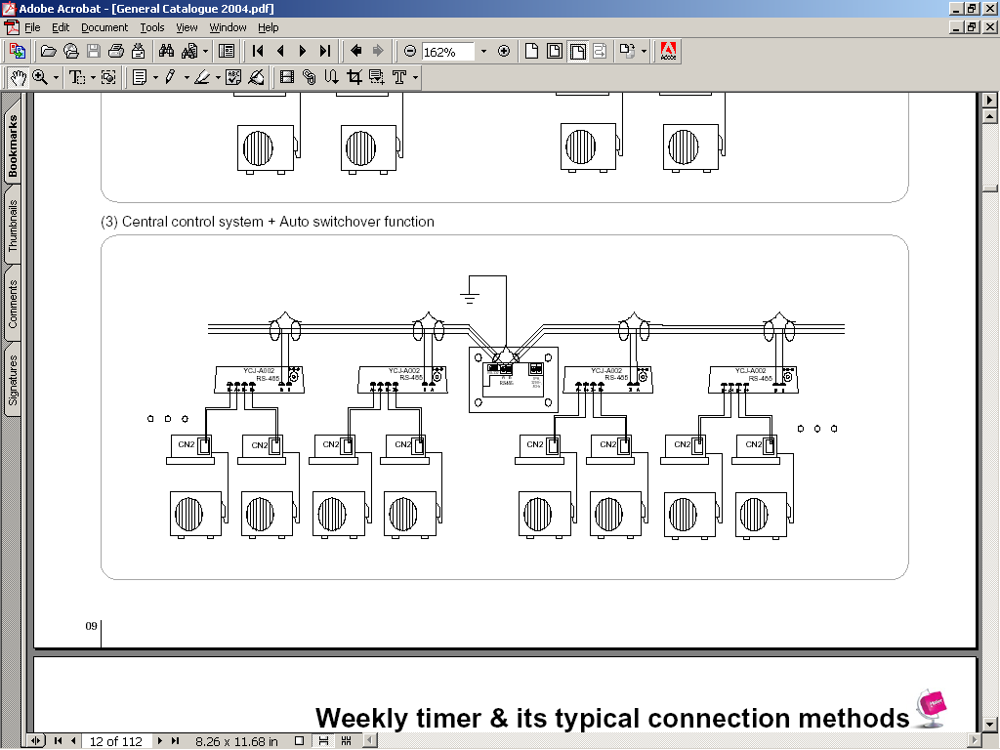 Adobe Acrobat - [General Catalogue 2004.pdf]
File Edit Document Tools View Window Help
162%
Adobe
Bookmarks
Thumbnails
Comments
Signatures
(3) Central control system + Auto switchover function
YCJ-A002
RS-485
YCJ-A002
RS-485
YCJ-A002
RS-485
YCJ-A002
RS-485
CN2
CN2
CN2
CN2
CN2
CN2
CN2
CN2
09
Weekly timer & its typical connection methods
12 of 112
8.26 x 11.68 in